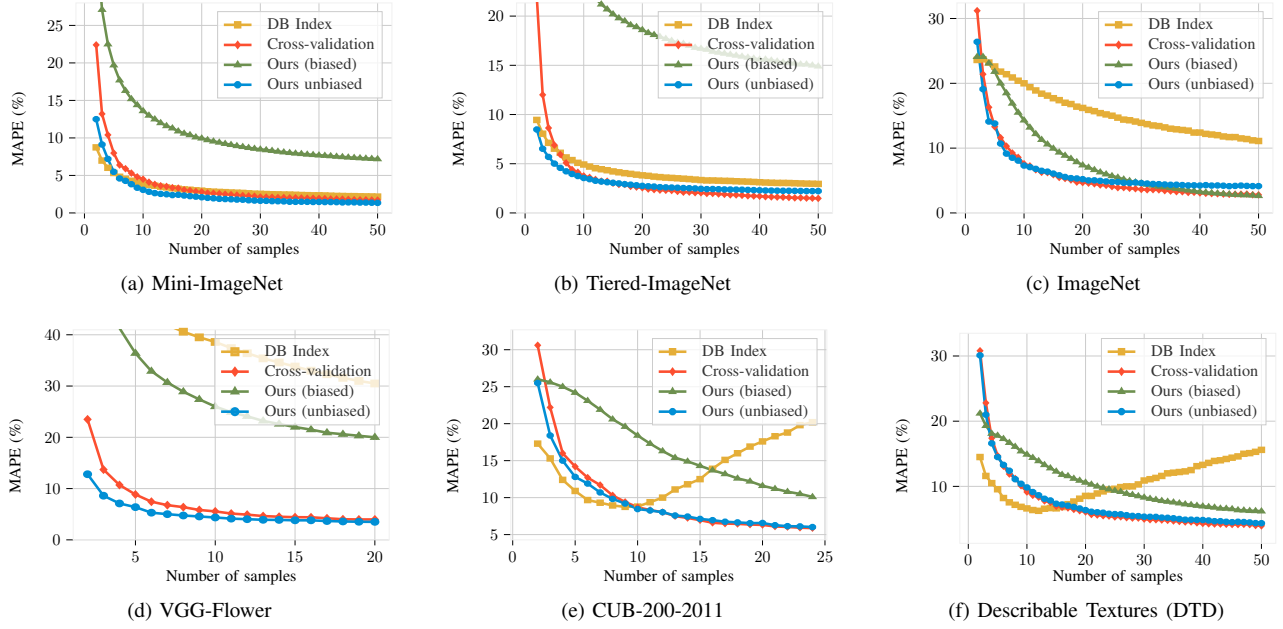 MAPE (%)
25
20
15
10
5
0
DB Index
Cross-validation
Ours (biased)
Ours unbiased
0 10 20 30 40 50
Number of samples
(a) Mini-ImageNet
MAPE (%)
20
15
10
5
0
DB Index
Cross-validation
Ours (biased)
Ours (unbiased)
0 10 20 30 40 50
Number of samples
(b) Tiered-ImageNet
MAPE (%)
30
20
10
0
DB Index
Cross-validation
Ours (biased)
Ours (unbiased)
0 10 20 30 40 50
Number of samples
(c) ImageNet
MAPE (%)
40
30
20
10
0
DB Index
Cross-validation
Ours (biased)
Ours (unbiased)
5 10 15 20
Number of samples
(d) VGG-Flower
MAPE (%)
30
25
20
15
10
5
DB Index
Cross-validation
Ours (biased)
Ours (unbiased)
0 5 10 15 20 25
Number of samples
(e) CUB-200-2011
MAPE (%)
30
20
10
DB Index
Cross-validation
Ours (biased)
Ours (unbiased)
0 10 20 30 40 50
Number of samples
(f) Describable Textures (DTD)